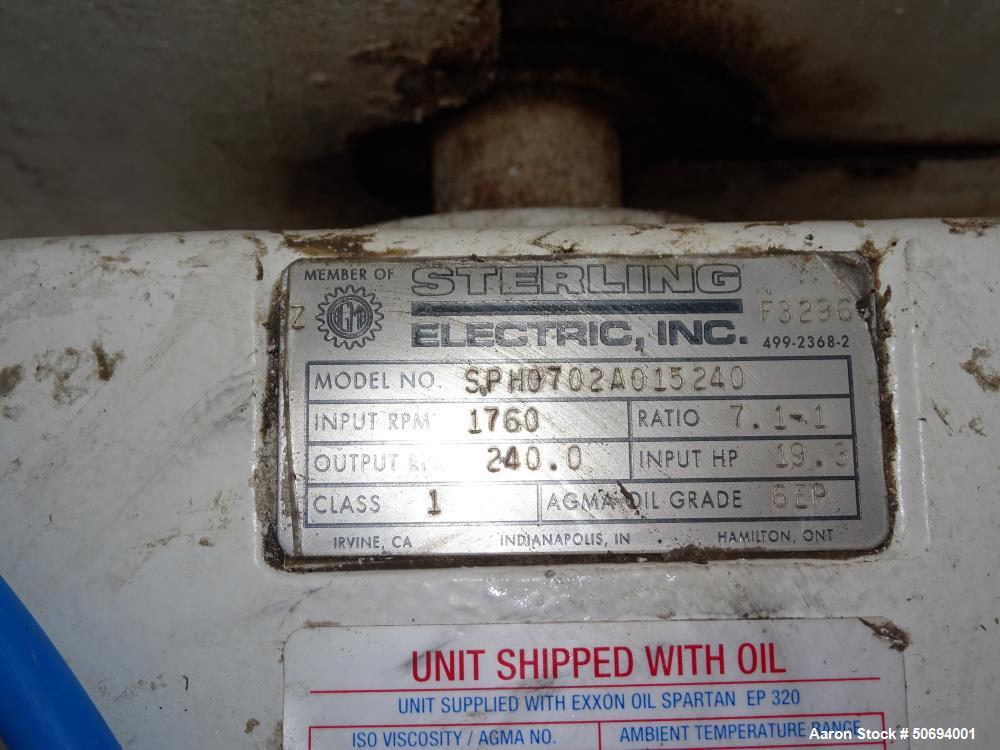 MEMBER OF STERLING
Z F3296
ELECTRIC, INC. 499-2368-2
MODEL NO. SPH0702A015240
INPUT RPM 1760 RATIO 7.1-1
OUTPUT RPM 240.0 INPUT HP 19.3
CLASS 1 AGMA OIL GRADE 6EP
IRVINE, CA INDIANAPOLIS, IN HAMILTON, ONT
UNIT SHIPPED WITH OIL
UNIT SUPPLIED WITH EXXON OIL SPARTAN EP 320
ISO VISCOSITY / AGMA NO. AMBIENT TEMPERATURE RANGE
Aaron Stock # 50694001